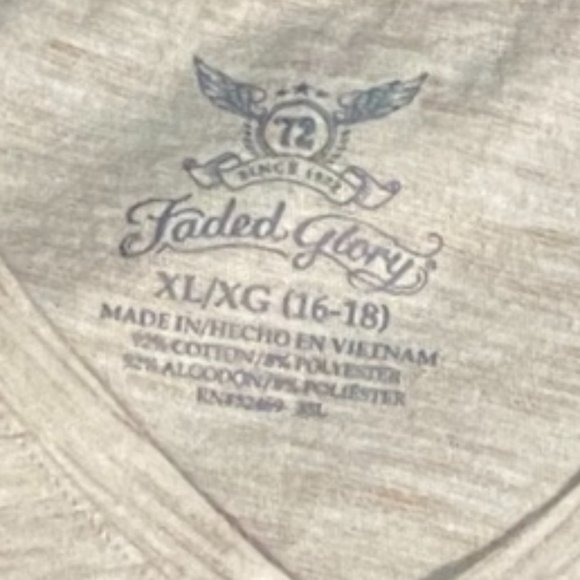 72
SINCE 1972
Faded Glory
XL/XG (16-18)
MADE IN/HECHO EN VIETNAM
92% COTTON/8% POLYESTER
92% ALGODON/8% POLIÉSTER